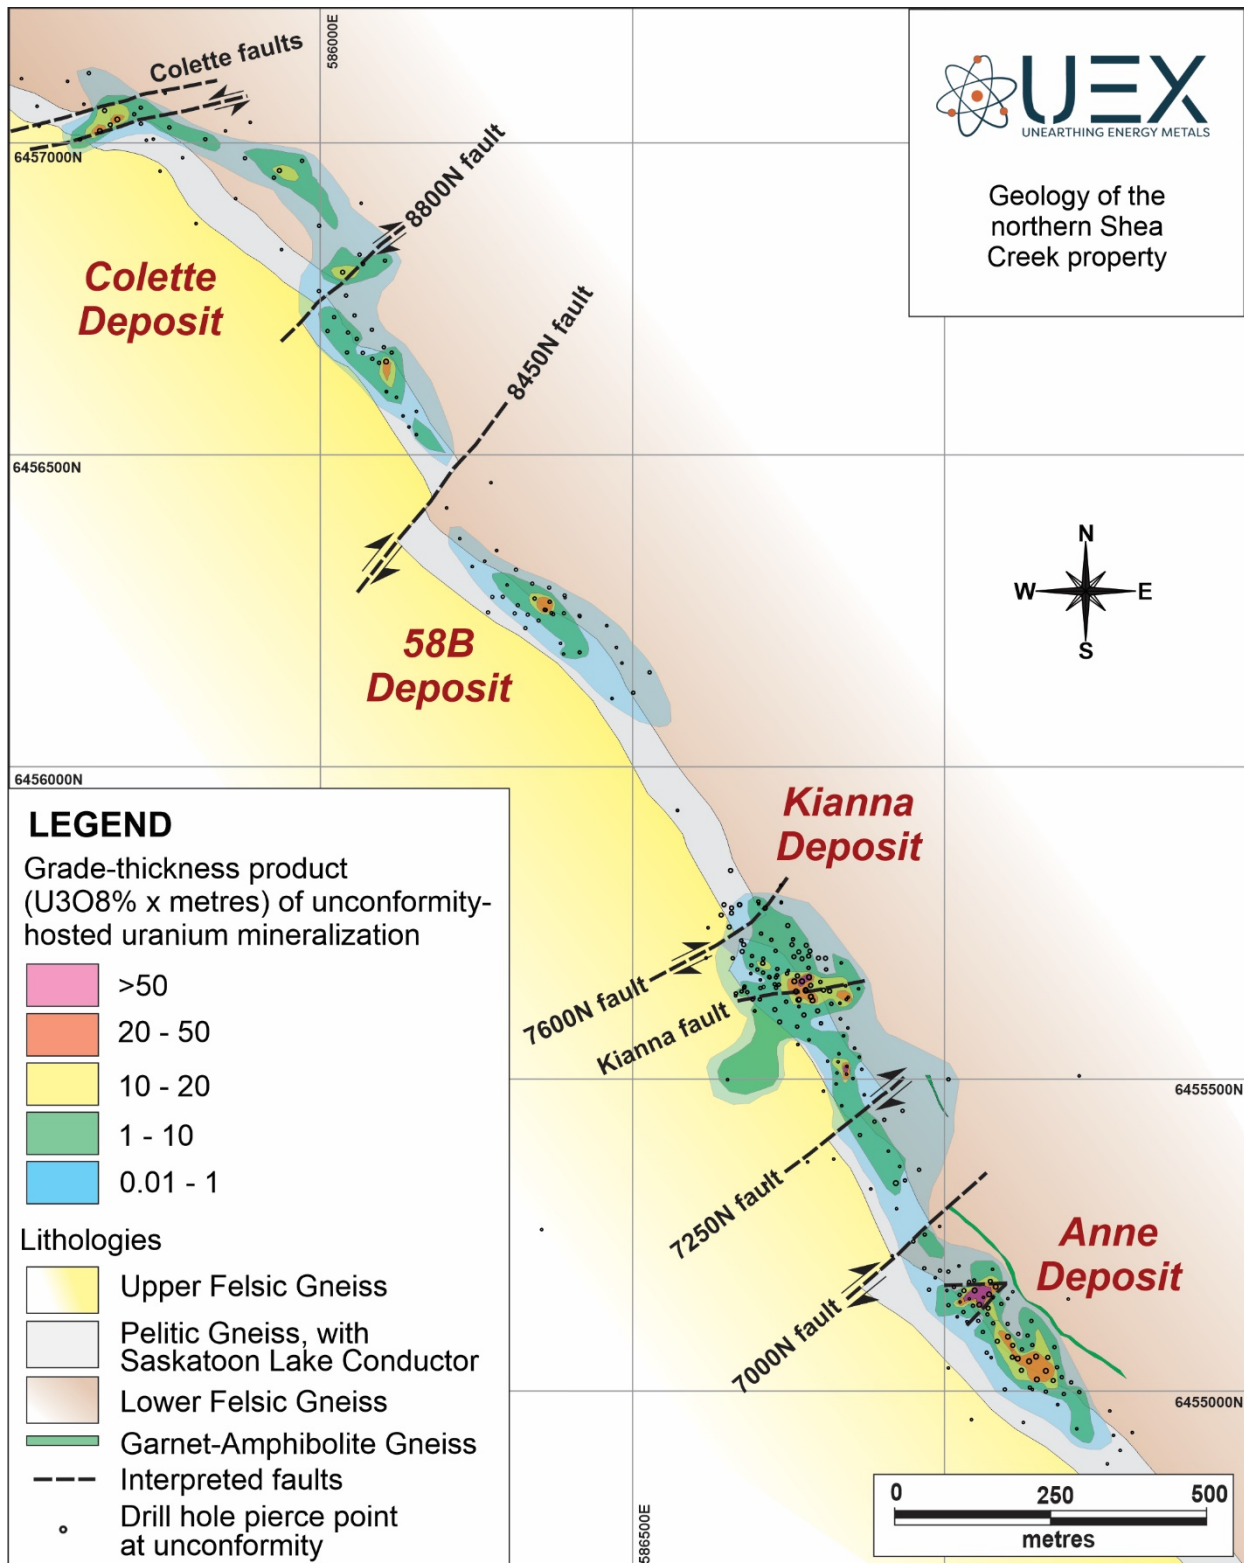 Colette faults
586000E
UEX
UNEARTHING ENERGY METALS
Geology of the
northern Shea
Creek property
6457000N
8800N fault
Colette
Deposit
8450N fault
6456500N
N
W
E
S
58B
Deposit
6456000N
Kianna
Deposit
LEGEND
Grade-thickness product
(U3O8% x metres) of unconformity-
hosted uranium mineralization
>50
20 - 50
10 - 20
1 - 10
0.01 - 1
Lithologies
Upper Felsic Gneiss
Pelitic Gneiss, with
Saskatoon Lake Conductor
Lower Felsic Gneiss
Garnet-Amphibolite Gneiss
Interpreted faults
Drill hole pierce point
at unconformity
7600N fault
Kianna fault
6455500N
7250N fault
Anne
Deposit
7000N fault
6455000N
586500E
0
250
500
metres